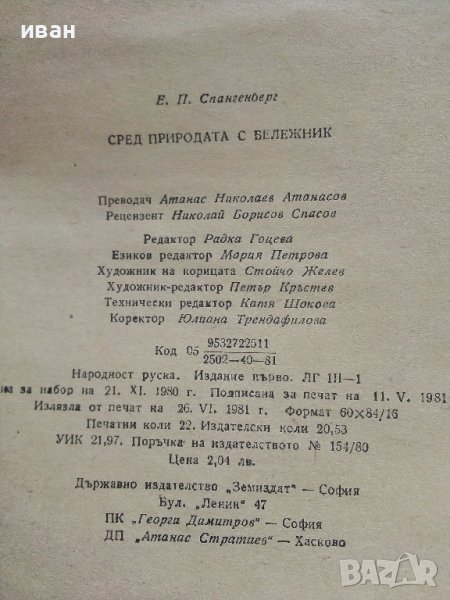 иван
Е. П. Спангенберг
СРЕД ПРИРОДАТА С БЕЛЕЖНИК
Преводач Атанас Николаев Атанасов
Рецензент Николай Борисов Спасов
Редактор Радка Гоцева
Езиков редактор Мария Петрова
Художник на корицата Стойчо Желев
Художник-редактор Петър Кръстев
Технически редактор Катя Шокова
Коректор Юлиана Трендафилова
Код 05 9532722511
2502—40—81
Народност руска. Издание първо. ЛГ III—1
на за набор на 21. XI. 1980 г. Подписана за печат на 11. V. 1981
Излязла от печат на 26. VI. 1981 г. Формат 60×84/16
Печатни коли 22. Издателски коли 20,53
УИК 21,97. Поръчка на издателството № 154/80
Цена 2,04 лв.
Държавно издателство „Земиздат" — София
Бул. „Ленин" 47
ПК „Георги Димитров" — София
ДП „Атанас Стратиев" — Хасково
BAZAR.bg